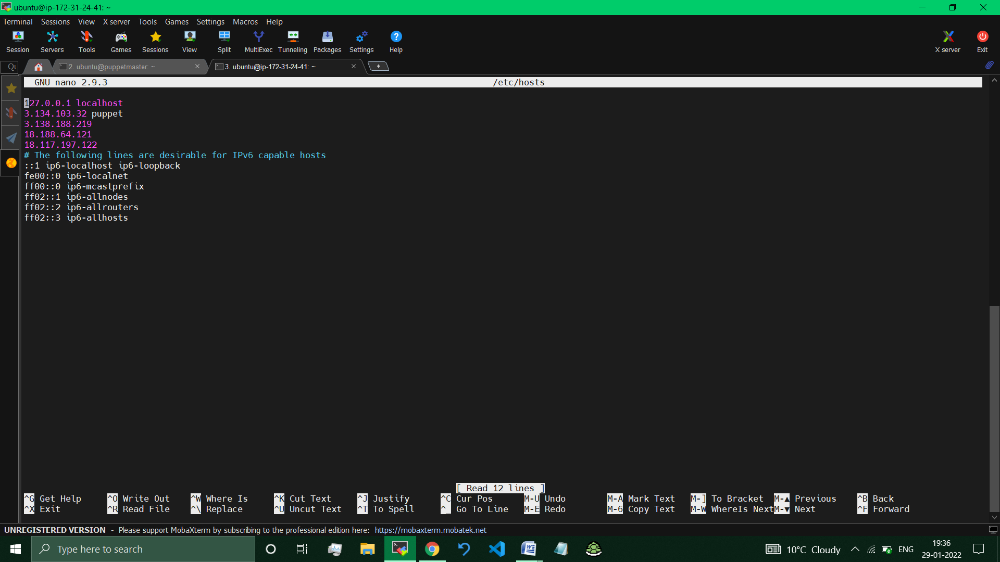 ubuntu@ip-172-31-24-41: ~
Terminal Sessions View X server Tools Games Settings Macros Help
Session Servers Tools Games Sessions View Split MultiExec Tunneling Packages Settings Help X server Exit
2. ubuntu@puppetmaster: ~ 3. ubuntu@ip-172-31-24-41: ~
GNU nano 2.9.3 /etc/hosts
127.0.0.1 localhost
3.134.103.32 puppet
3.138.188.219
18.188.64.121
18.117.197.122
# The following lines are desirable for IPv6 capable hosts
::1 ip6-localhost ip6-loopback
fe00::0 ip6-localnet
ff00::0 ip6-mcastprefix
ff02::1 ip6-allnodes
ff02::2 ip6-allrouters
ff02::3 ip6-allhosts
[ Read 12 lines ]
^G Get Help ^O Write Out ^W Where Is ^K Cut Text ^J Justify ^C Cur Pos M-U Undo M-A Mark Text M-] To Bracket M-▲ Previous ^B Back
^X Exit ^R Read File ^\ Replace ^U Uncut Text ^T To Spell ^_ Go To Line M-E Redo M-6 Copy Text M-W WhereIs Next M-▼ Next ^F Forward
UNREGISTERED VERSION - Please support MobaXterm by subscribing to the professional edition here: https://mobaxterm.mobatek.net
Type here to search
10°C Cloudy
ENG
19:36
29-01-2022